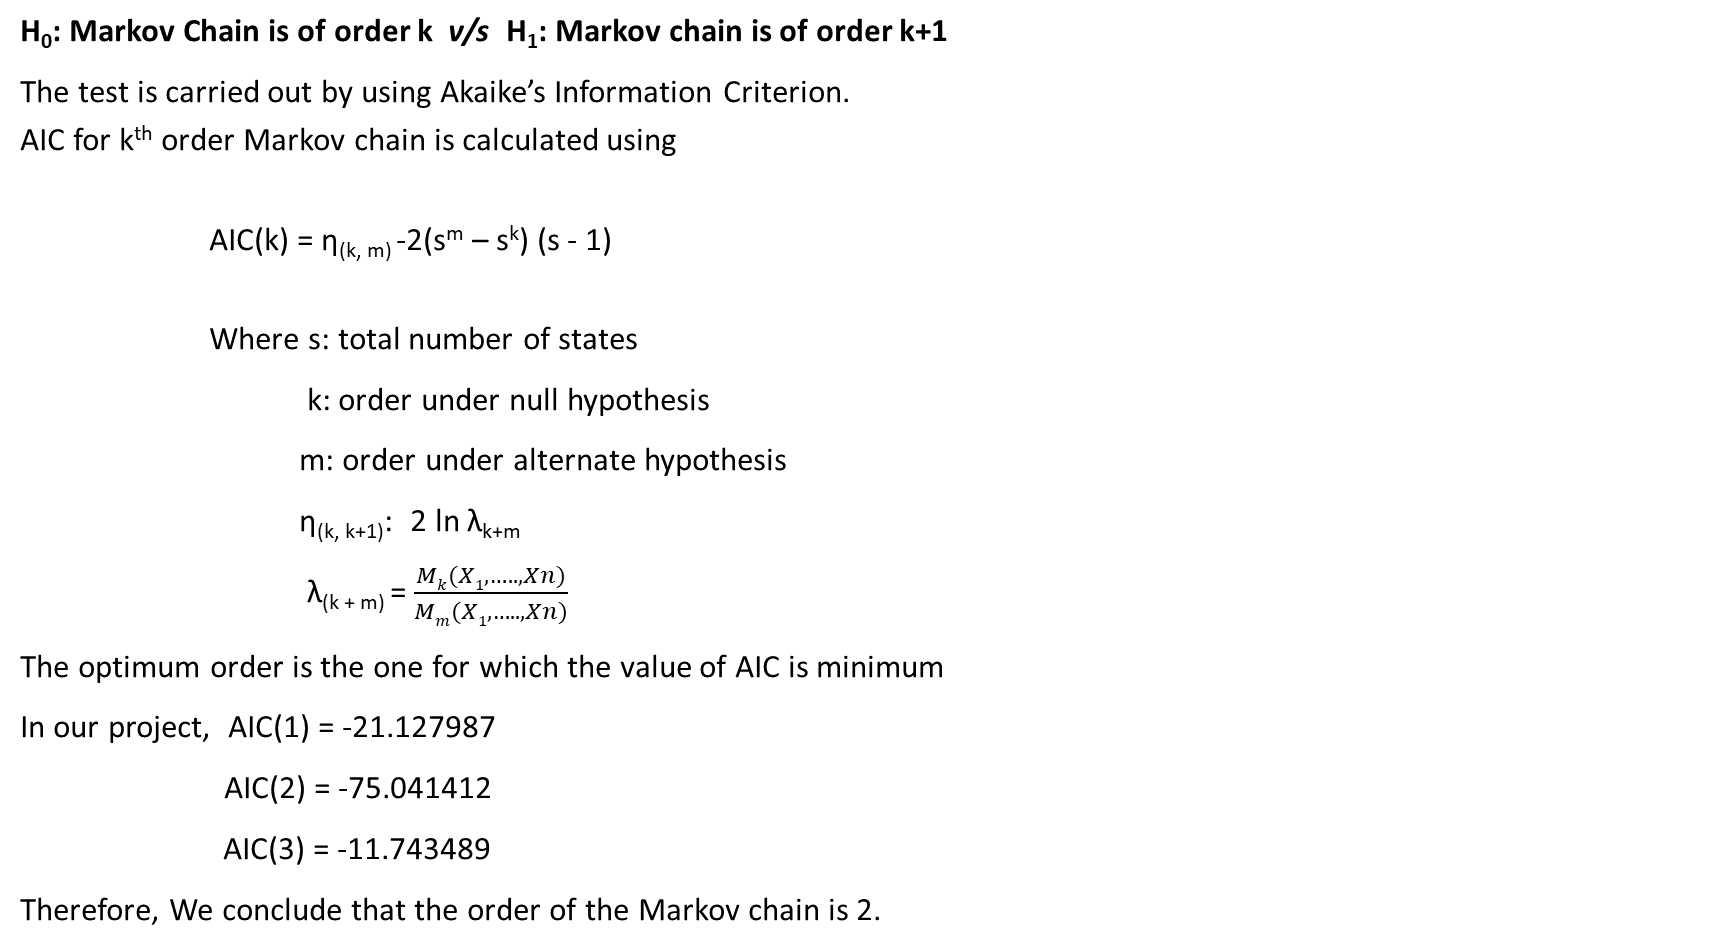 H₀: Markov Chain is of order k v/s H₁: Markov chain is of order k+1
The test is carried out by using Akaike’s Information Criterion.
AIC for kᵗʰ order Markov chain is calculated using
AIC(k) = η₍ₖ, ₘ₎ -2(sᵐ – sᵏ) (s - 1)
Where s: total number of states
k: order under null hypothesis
m: order under alternate hypothesis
η₍ₖ, ₖ₊₁₎: 2 ln λₖ₊ₘ
λ₍ₖ ₊ ₘ₎ = Mₖ(X₁,.....,Xn) / Mₘ(X₁,.....,Xn)
The optimum order is the one for which the value of AIC is minimum
In our project, AIC(1) = -21.127987
AIC(2) = -75.041412
AIC(3) = -11.743489
Therefore, We conclude that the order of the Markov chain is 2.